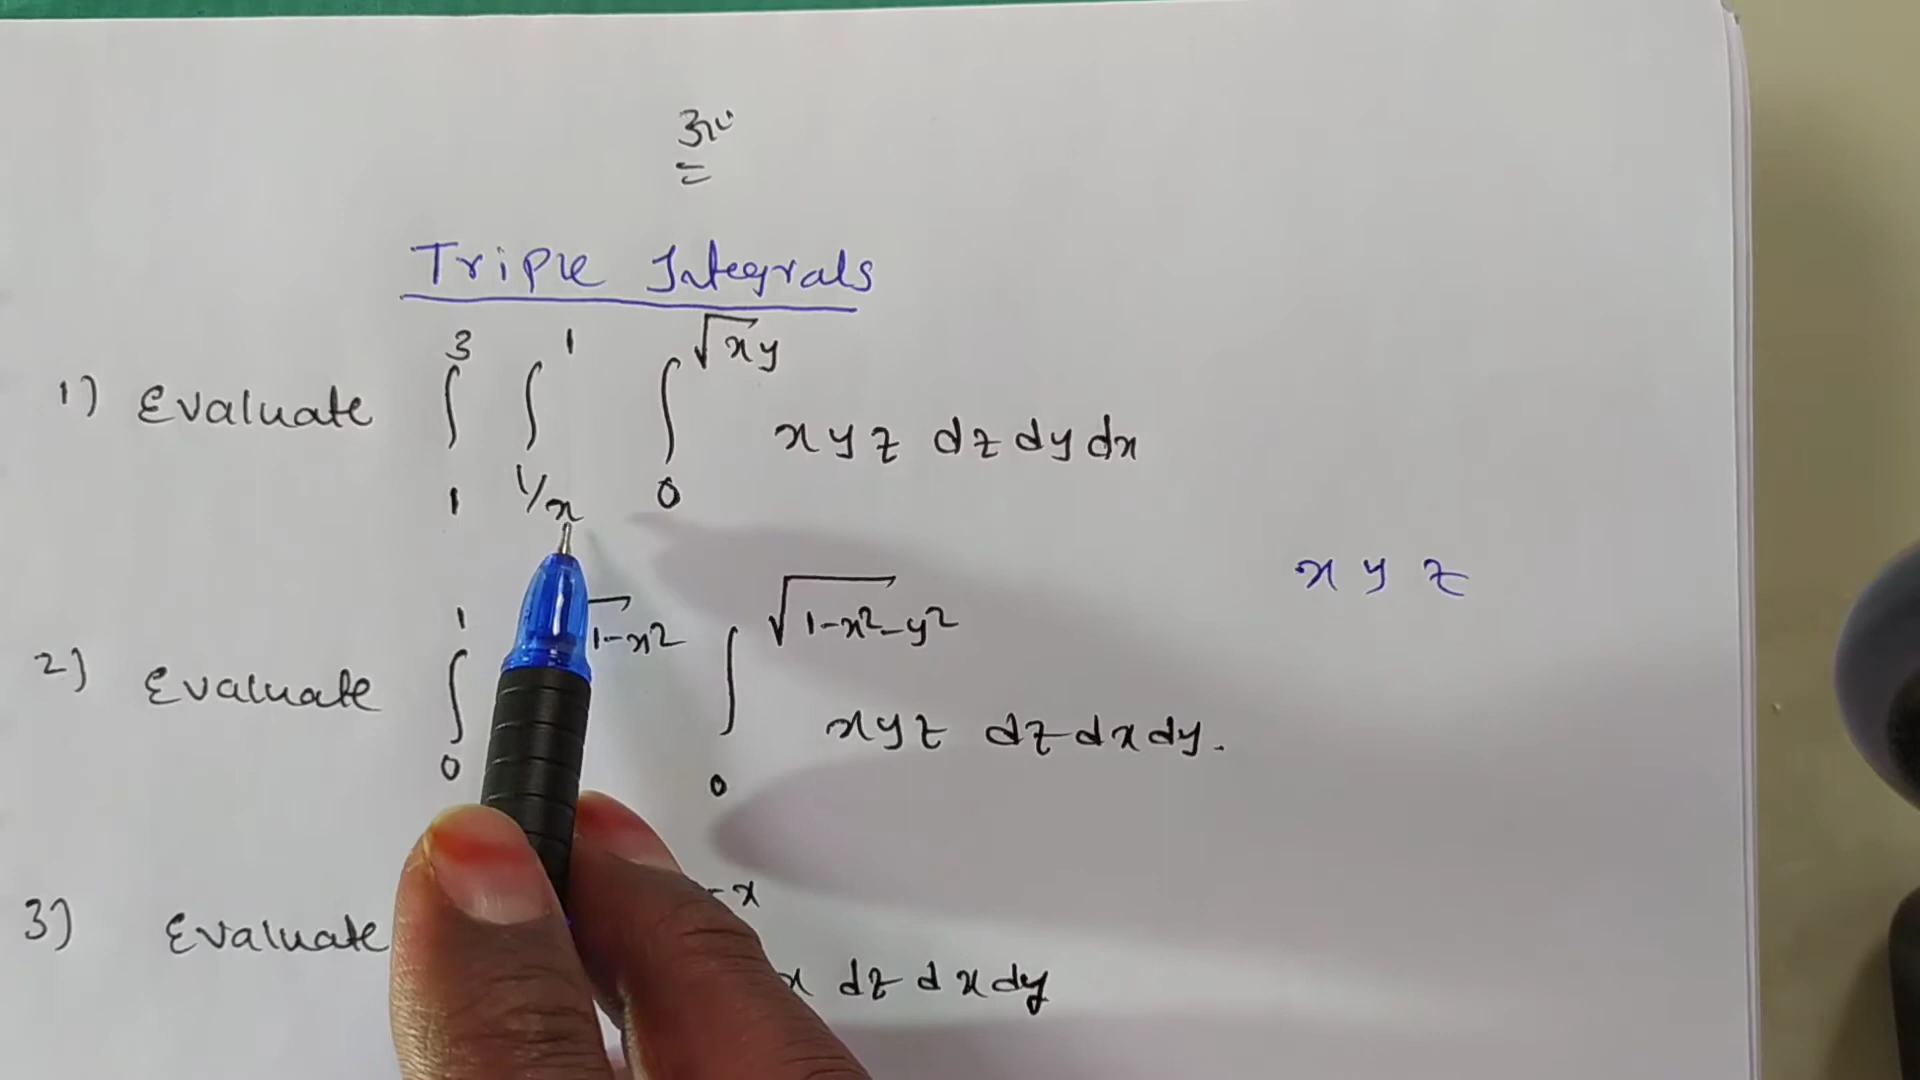 Triple Integrals
1) Evaluate ∫₁³ ∫_{1/x}^{1} ∫₀^{√xy} xyz dz dy dx
x y z
2) Evaluate ∫₀¹ ∫^{1-x²} ∫₀^{√1-x²-y²} xyz dz dx dy.
3) Evaluate -x x dz dx dy